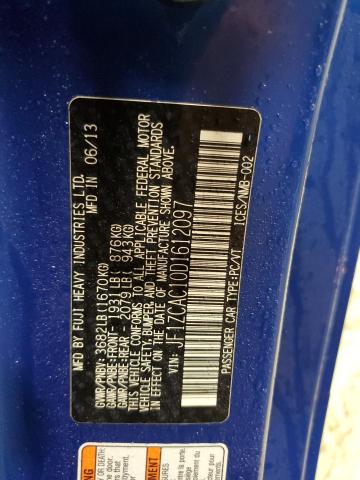 MFD BY FUJI HEAVY INDUSTRIES LTD. IN 06/13
GVWR/PNBV: 3682LB(1670KG)
GAWR/PNBE:FRONT/ 1931LB( 876KG)
GAWR/PNBE:REAR 2079LB( 943KG)
THIS VEHICLE CONFORMS TO ALL APPLICABLE FEDERAL MOTOR
VEHICLE SAFETY, BUMPER, AND THEFT PREVENTION STANDARDS
IN EFFECT ON THE DATE OF MANUFACTURE SHOWN ABOVE.
JF1ZCAC10D1612097
PASSENGER CAR/VEHICLE TYPE:PC/VT ICES/NMB-002